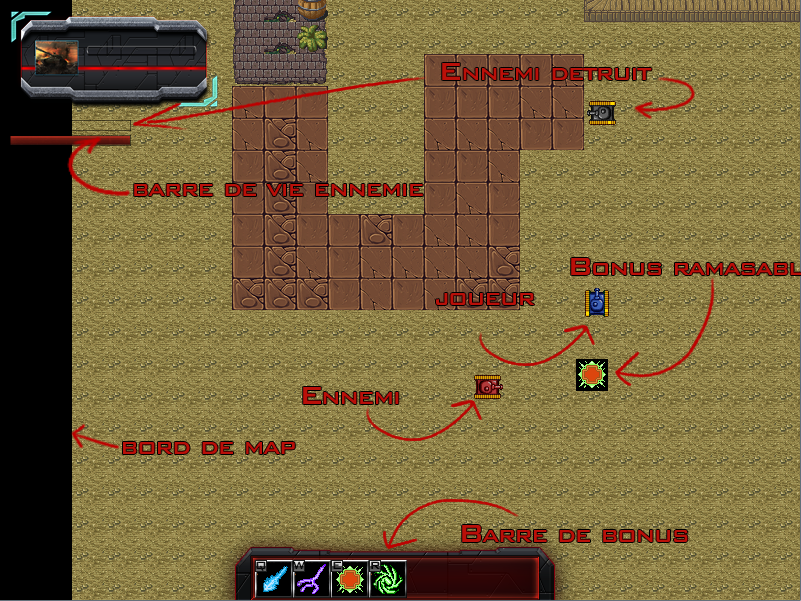 Ennemi detruit
BARRE DE VIE ENNEMIE
Bonus ramasabl
JOUEUR
Ennemi
BORD DE MAP
Barre de bonus